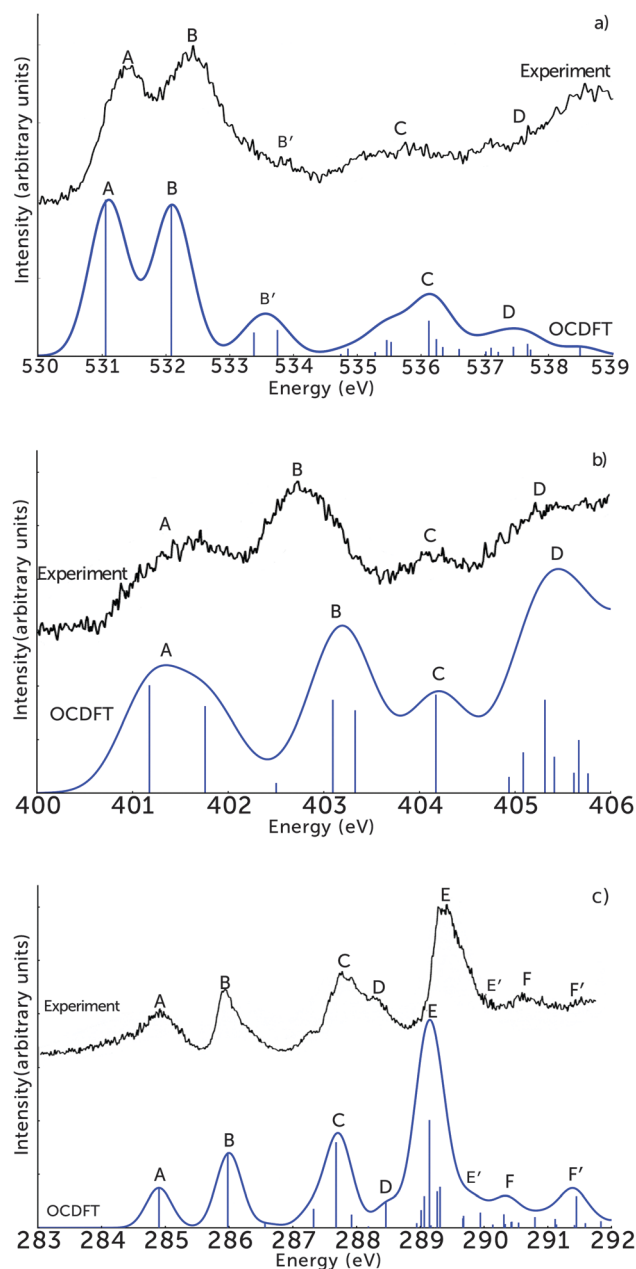 a)
B
A
Experiment
D
C
B′
Intensity (arbitrary units)
A B
C
B′
D
OCDFT
530 531 532 533 534 535 536 537 538 539
Energy (eV)
b)
B
D
A
C
Experiment
Intensity(arbitrary units)
D
B
A
C
OCDFT
400 401 402 403 404 405 406
Energy (eV)
c)
E
C
B
D
A
E′ F F′
Experiment
Intensity(arbitrary units)
E
C
B
A
D
E′ F F′
OCDFT
283 284 285 286 287 288 289 290 291 292
Energy (eV)